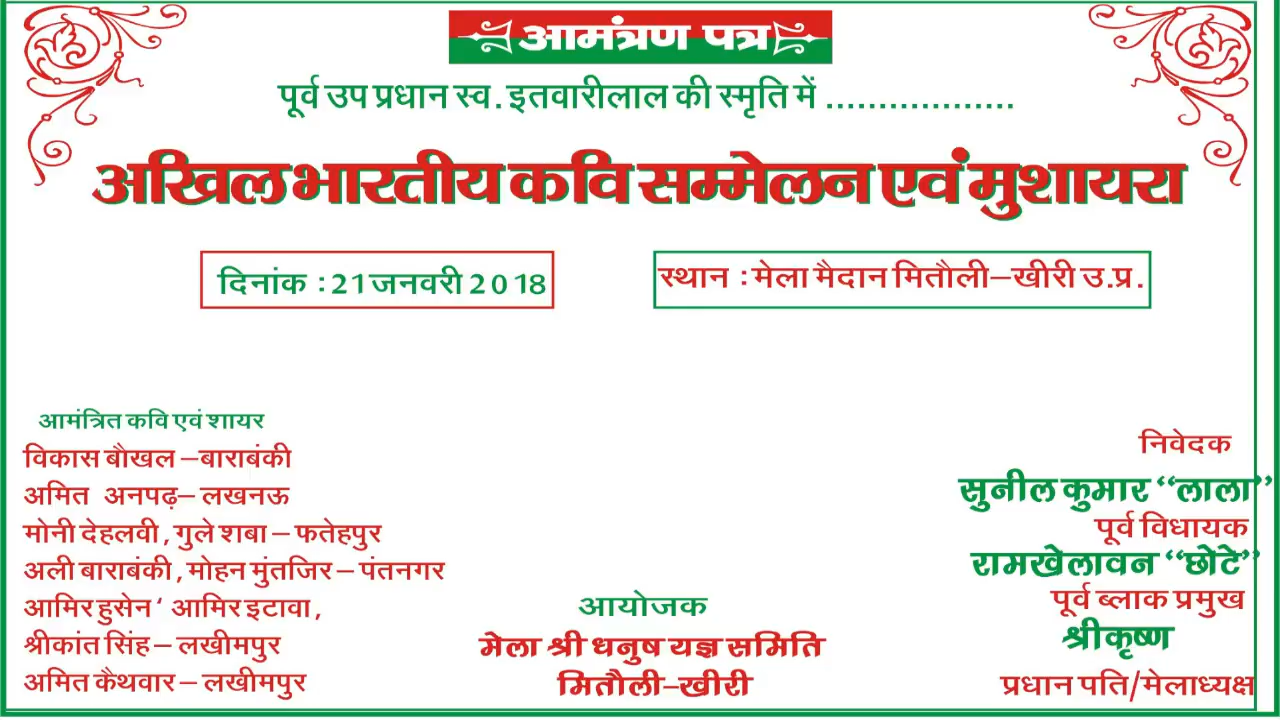 आमंत्रण पत्र
पूर्व उप प्रधान स्व. इतवारीलाल की स्मृति में ..................
अखिल भारतीय कवि सम्मेलन एवं मुशायरा
दिनांक : 21 जनवरी 2018
स्थान : मेला मैदान मितौली–खीरी उ.प्र.
आमंत्रित कवि एवं शायर
विकास बौखल –बाराबंकी
अमित अनपढ़– लखनऊ
मोनी देहलवी , गुले शबा – फतेहपुर
अली बाराबंकी , मोहन मुंतजिर – पंतनगर
आमिर हुसेन ' आमिर इटावा ,
श्रीकांत सिंह – लखीमपुर
अमित कैथवार – लखीमपुर
आयोजक
मेला श्री धनुष यज्ञ समिति
मितौली–खीरी
निवेदक
सुनील कुमार “लाला”
पूर्व विधायक
रामखेलावन “छोटे”
पूर्व ब्लाक प्रमुख
श्रीकृष्ण
प्रधान पति/मेलाध्यक्ष